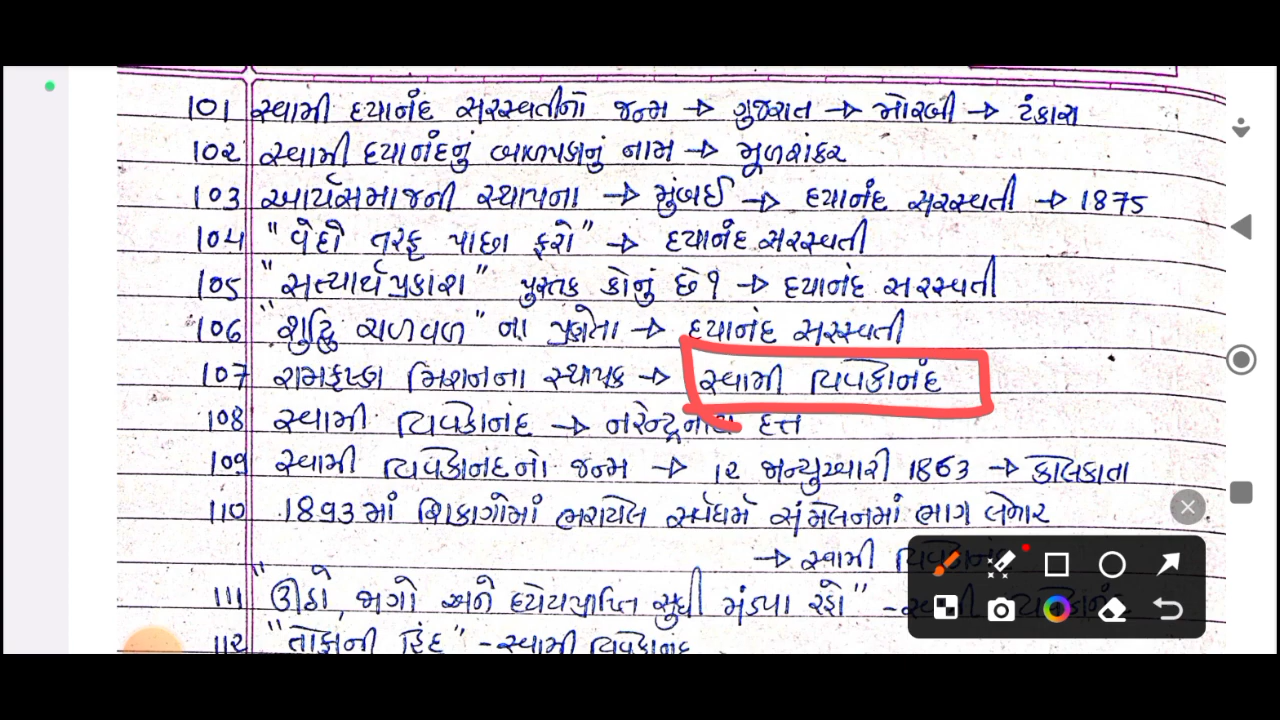 101 સ્વામી દયાનંદ સરસ્વતીનો જન્મ → ગુજરાત → મોરબી → ટંકારા
102 સ્વામી દયાનંદનું બાળપણનું નામ → મૂળશંકર
103 આર્યસમાજની સ્થાપના → મુંબઈ → દયાનંદ સરસ્વતી → 1875
104 "વેદો તરફ પાછા ફરો" → દયાનંદ સરસ્વતી
105 "સત્યાર્થપ્રકાશ" પુસ્તક કોનું છે? → દયાનંદ સરસ્વતી
106 "શુદ્ધિ ચળવળ" ના પ્રણેતા → દયાનંદ સરસ્વતી
107 રામકૃષ્ણ મિશનના સ્થાપક → સ્વામી વિવેકાનંદ
108 સ્વામી વિવેકાનંદ → નરેન્દ્રનાથ દત્ત
109 સ્વામી વિવેકાનંદનો જન્મ → ૧૨ જાન્યુઆરી 1863 → કાલકાતા
110 1893માં શિકાગોમાં ભરાયેલ સર્વધર્મ સંમેલનમાં ભાગ લેનાર
→ સ્વામી
111 "ઊઠો, જાગો અને ધ્યેયપ્રાપ્તિ સુધી મંડ્યા રહો" -
112 "તોફાની હિંદુ" - સ્વામી વિવેકાનંદ